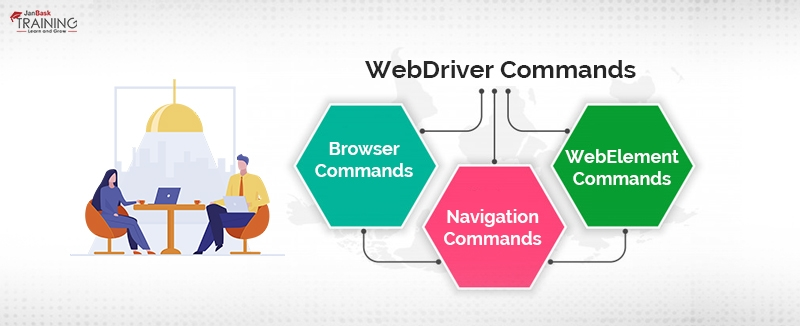 JanBask
TRAINING
Learn and Grow
WebDriver Commands
Browser
Commands
WebElement
Commands
Navigation
Commands